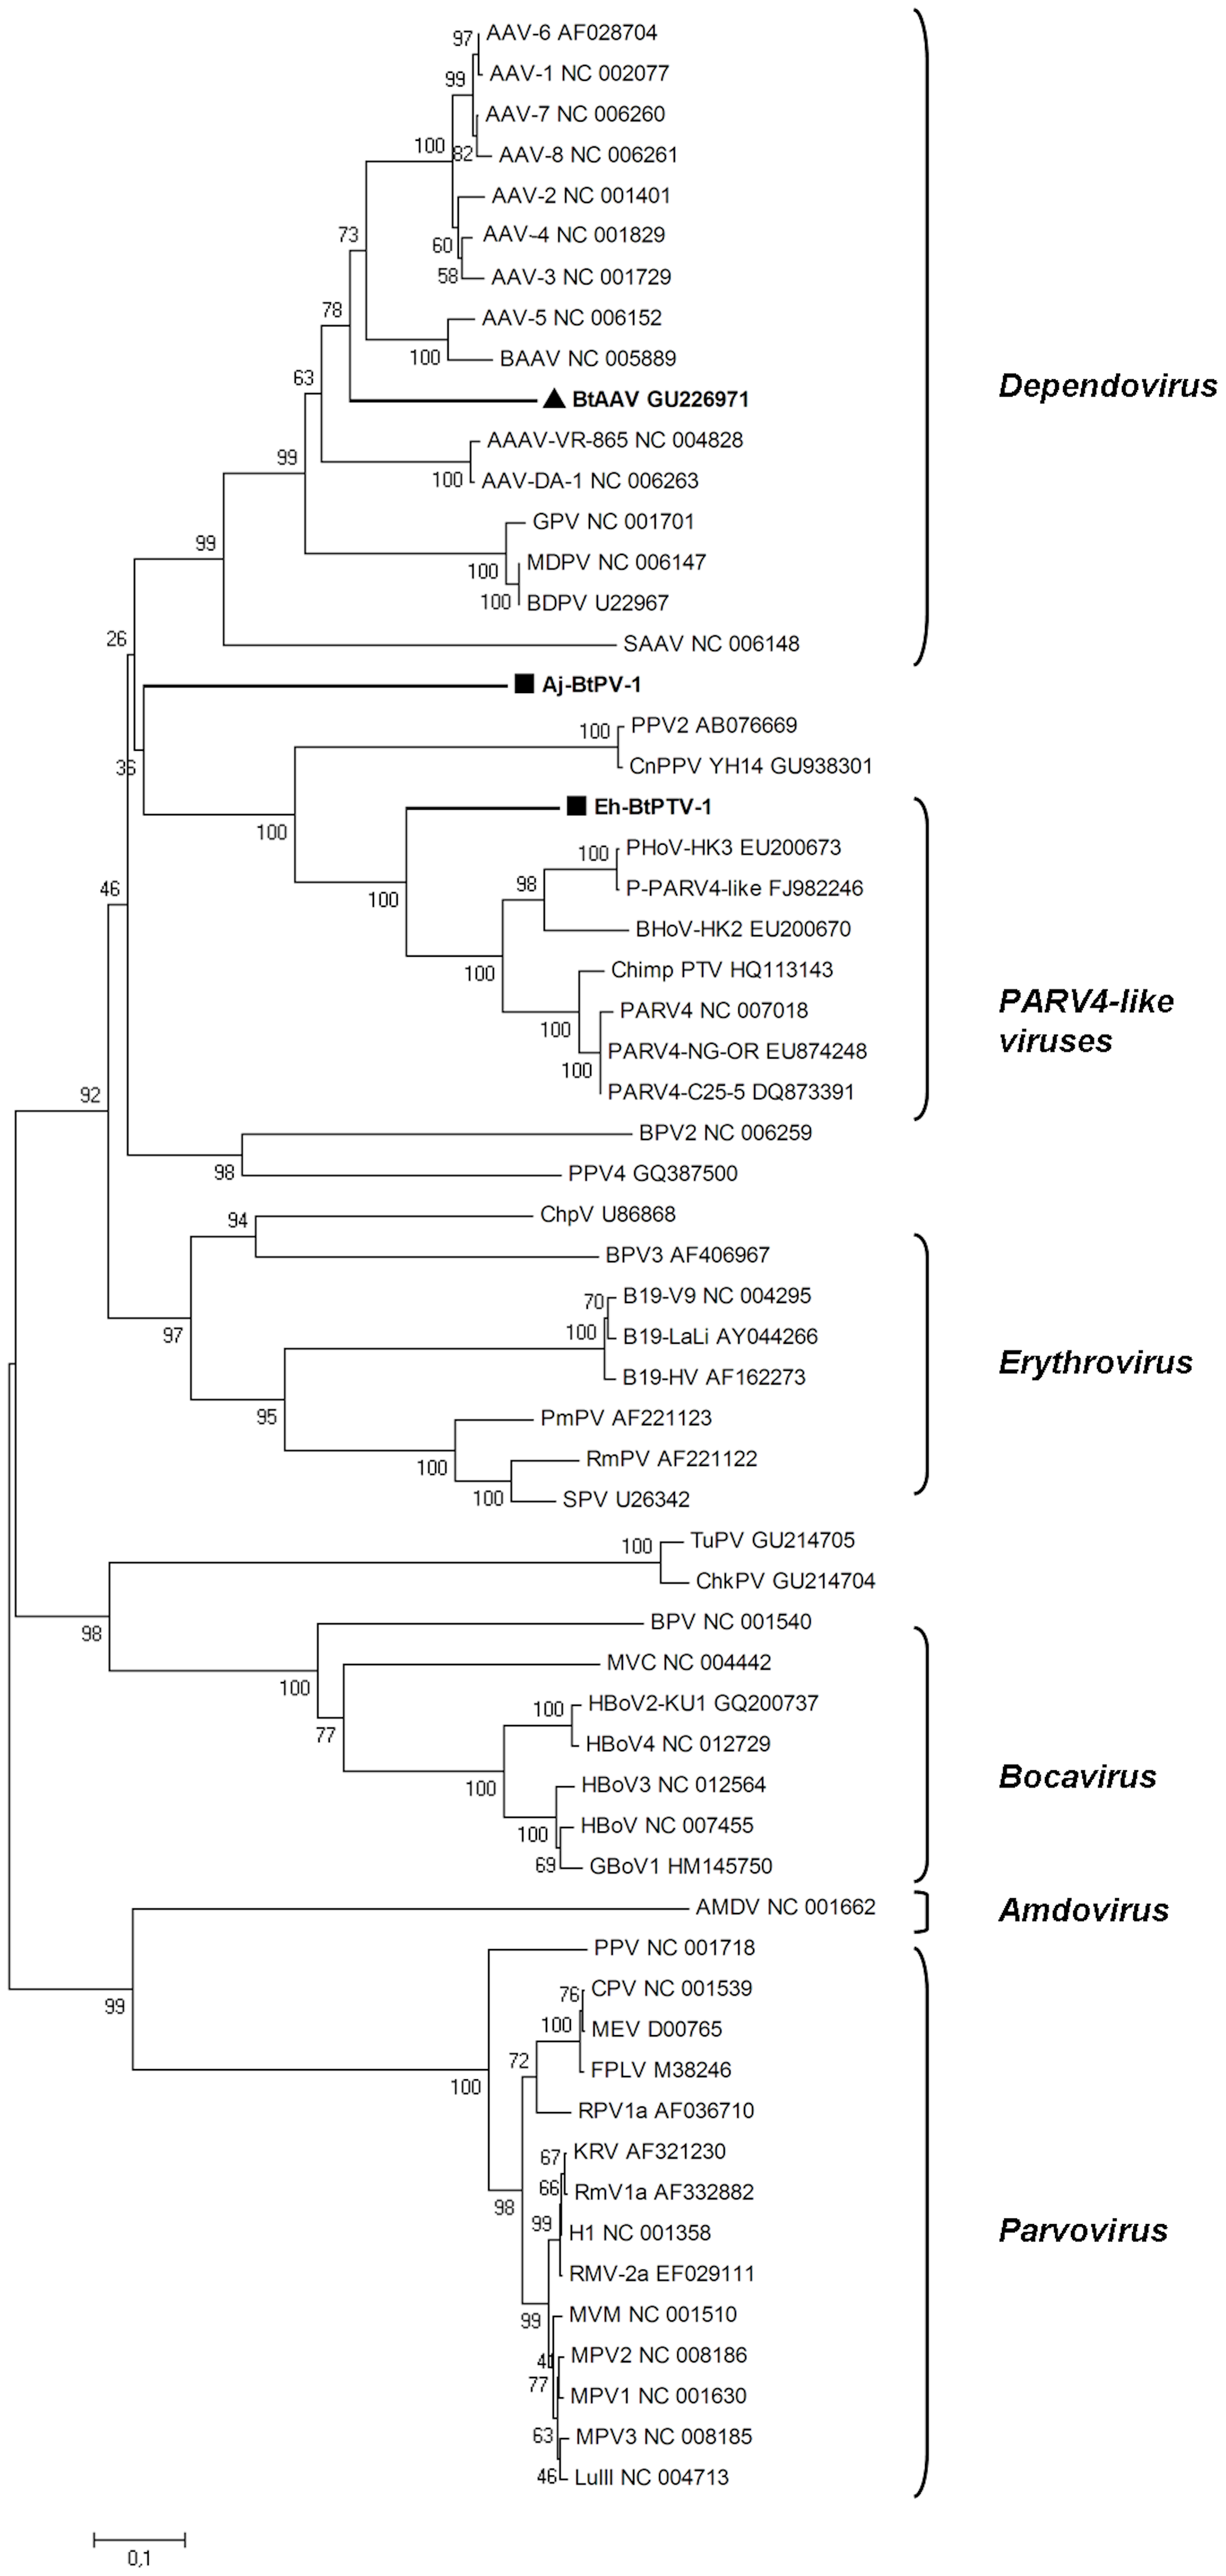 97
AAV-6 AF028704
AAV-1 NC 002077
99
AAV-7 NC 006260
100
82
AAV-8 NC 006261
AAV-2 NC 001401
73
AAV-4 NC 001829
60
58
AAV-3 NC 001729
78
AAV-5 NC 006152
100
BAAV NC 005889
63
Dependovirus
BtAAV GU226971
AAAV-VR-865 NC 004828
99
100
AAV-DA-1 NC 006263
GPV NC 001701
99
MDPV NC 006147
100
100
BDPV U22967
26
SAAV NC 006148
Aj-BtPV-1
PPV2 AB076669
100
36
CnPPV YH14 GU938301
100
Eh-BtPTV-1
PHoV-HK3 EU200673
100
46
98
P-PARV4-like FJ982246
100
BHoV-HK2 EU200670
100
Chimp PTV HQ113143
PARV4-like
viruses
PARV4 NC 007018
100
PARV4-NG-OR EU874248
100
92
PARV4-C25-5 DQ873391
BPV2 NC 006259
98
PPV4 GQ387500
94
ChpV U86868
BPV3 AF406967
70
B19-V9 NC 004295
97
100
B19-LaLi AY044266
Erythrovirus
B19-HV AF162273
95
PmPV AF221123
RmPV AF221122
100
100
SPV U26342
100
TuPV GU214705
ChkPV GU214704
98
BPV NC 001540
MVC NC 004442
100
100
HBoV2-KU1 GQ200737
77
HBoV4 NC 012729
Bocavirus
100
HBoV3 NC 012564
100
HBoV NC 007455
69
GBoV1 HM145750
AMDV NC 001662
Amdovirus
PPV NC 001718
99
76
CPV NC 001539
100
MEV D00765
72
FPLV M38246
100
RPV1a AF036710
67
KRV AF321230
66
RmV1a AF332882
98
99
H1 NC 001358
Parvovirus
RMV-2a EF029111
99
MVM NC 001510
MPV2 NC 008186
77
MPV1 NC 001630
63
MPV3 NC 008185
46
LuIII NC 004713
0,1